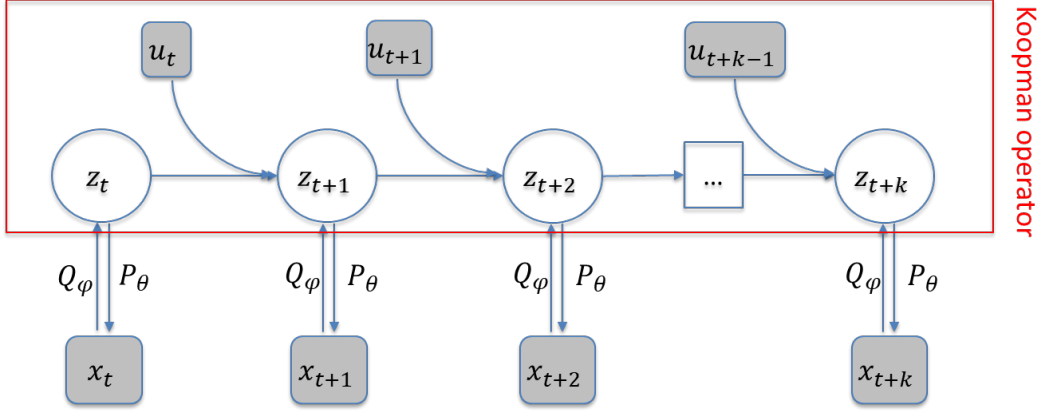 u_t u_{t+1} u_{t+k−1}
Koopman operator
z_t z_{t+1} z_{t+2} ... z_{t+k}
Q_φ P_θ Q_φ P_θ Q_φ P_θ Q_φ P_θ
x_t x_{t+1} x_{t+2} x_{t+k}